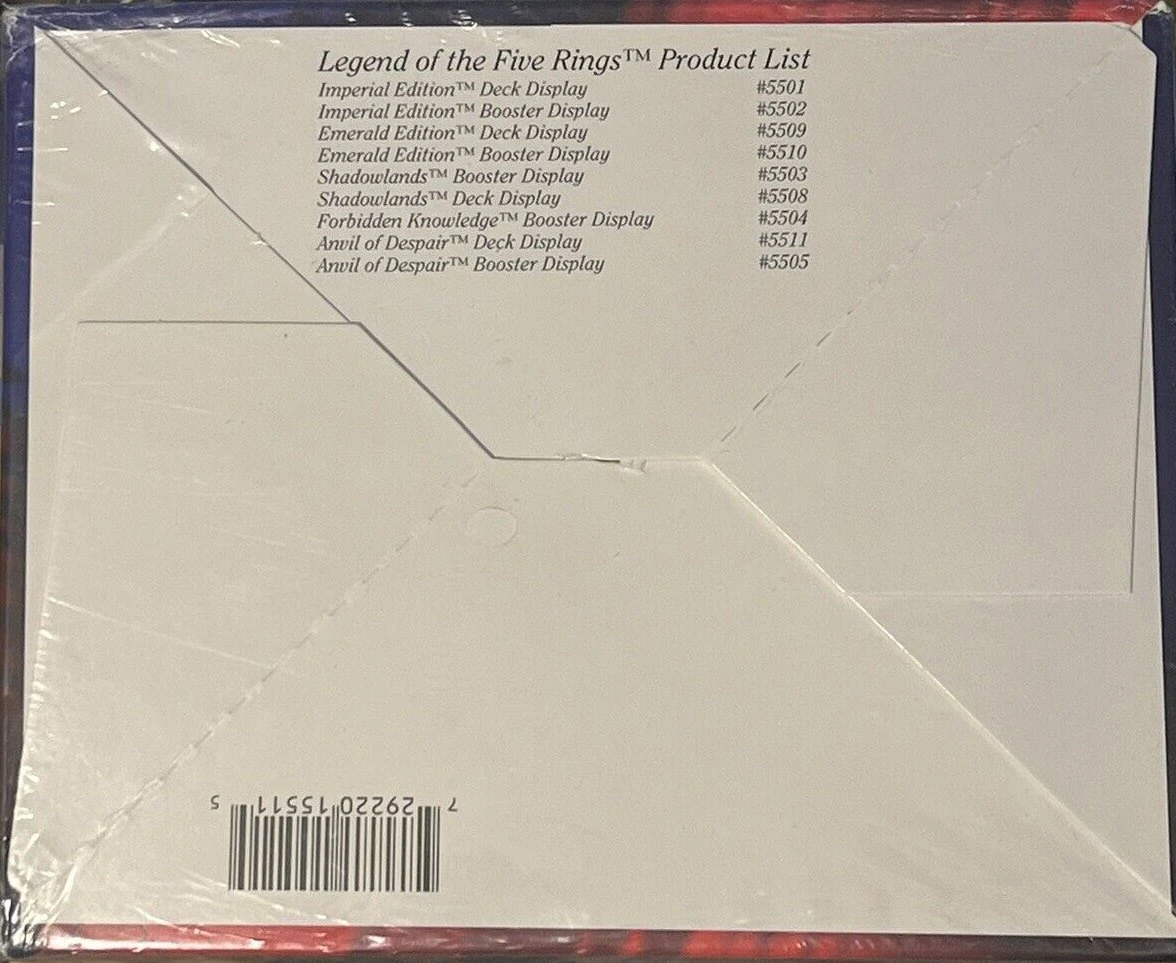 Legend of the Five Rings™ Product List
Imperial Edition™ Deck Display #5501
Imperial Edition™ Booster Display #5502
Emerald Edition™ Deck Display #5509
Emerald Edition™ Booster Display #5510
Shadowlands™ Booster Display #5503
Shadowlands™ Deck Display #5508
Forbidden Knowledge™ Booster Display #5504
Anvil of Despair™ Deck Display #5511
Anvil of Despair™ Booster Display #5505
7 29220 15511 5